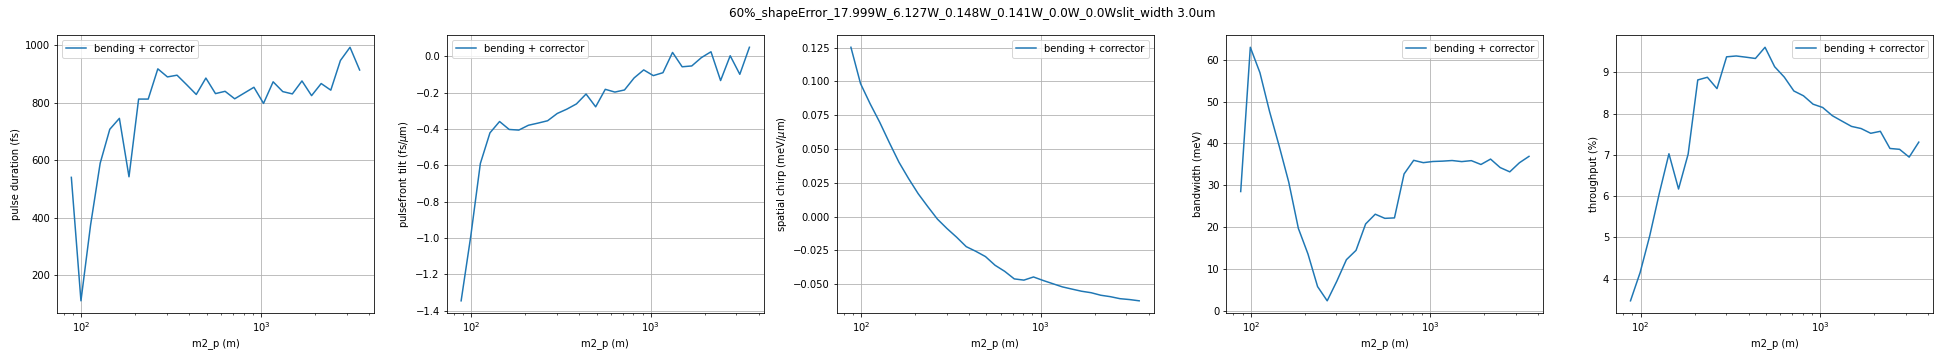 60%_shapeError_17.999W_6.127W_0.148W_0.141W_0.0W_0.0Wslit_width 3.0um
pulse duration (fs)
1000
800
600
400
200
10²
10³
m2_p (m)
bending + corrector
pulsefront tilt (fs/μm)
0.0
−0.2
−0.4
−0.6
−0.8
−1.0
−1.2
−1.4
10²
10³
m2_p (m)
bending + corrector
spatial chirp (meV/μm)
0.125
0.100
0.075
0.050
0.025
0.000
−0.025
−0.050
10²
10³
m2_p (m)
bending + corrector
bandwidth (meV)
60
50
40
30
20
10
0
10²
10³
m2_p (m)
bending + corrector
throughput (%)
9
8
7
6
5
4
10²
10³
m2_p (m)
bending + corrector